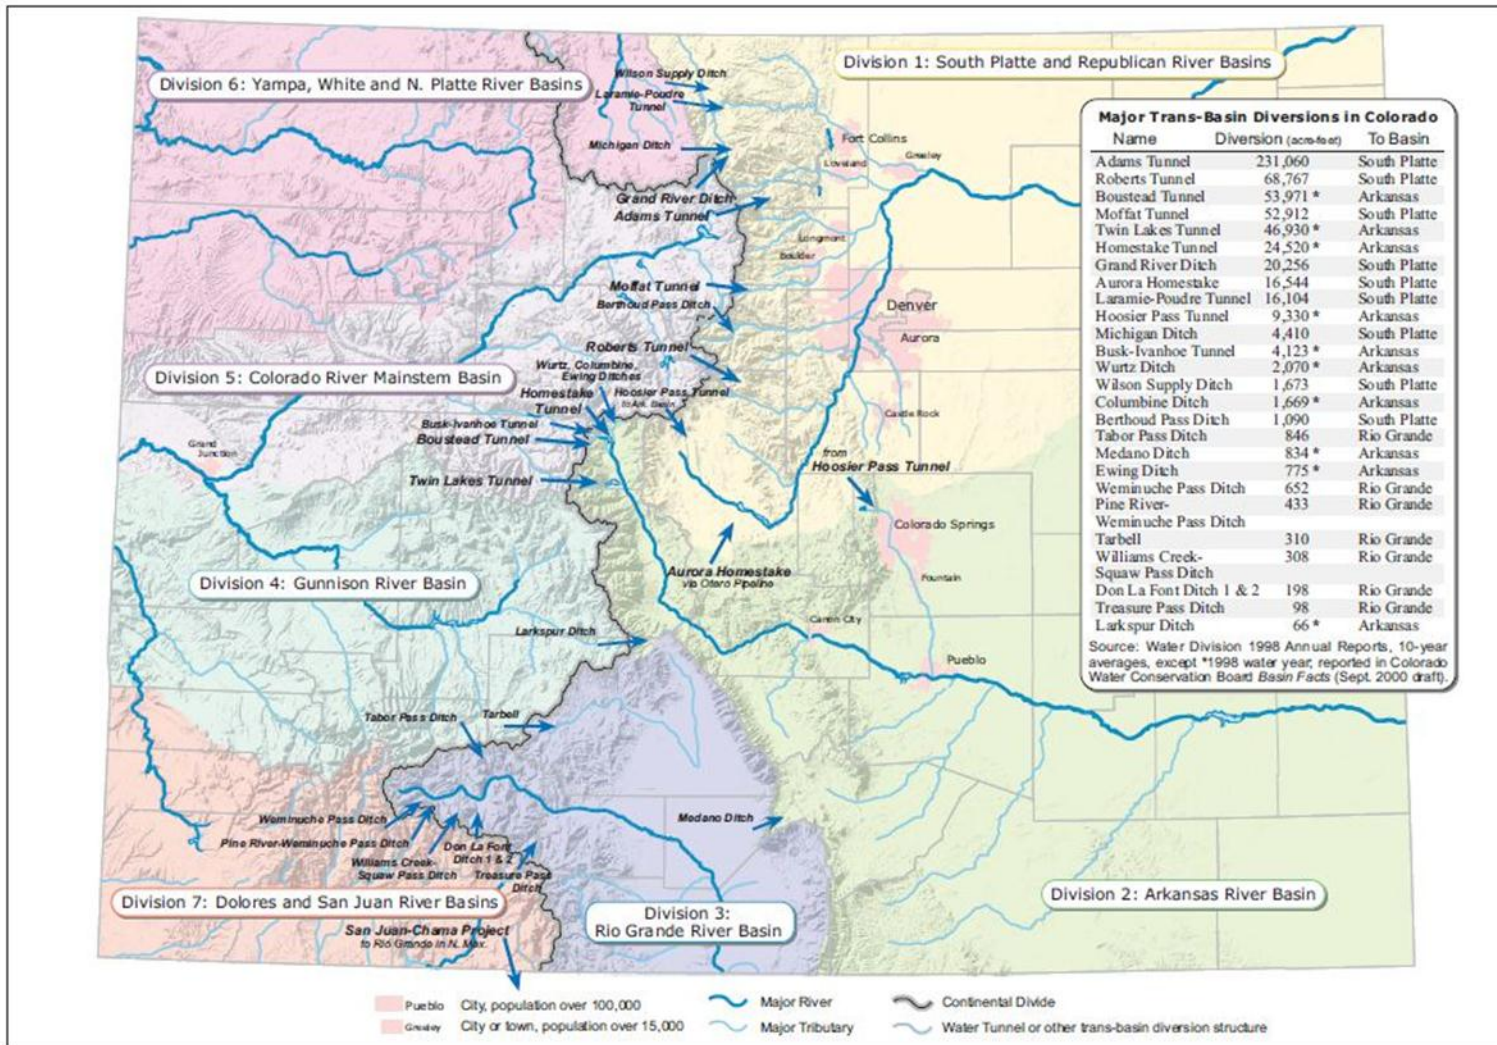 Division 6: Yampa, White and N. Platte River Basins
Division 1: South Platte and Republican River Basins
Wilson Supply Ditch
Laramie-Poudre
Tunnel
Michigan Ditch
Fort Collins
Loveland
Greeley
Grand River Ditch
Adams Tunnel
Longmont
Boulder
Moffat Tunnel
Berthoud Pass Ditch
Denver
Aurora
Roberts Tunnel
Wurtz, Columbine,
Ewing Ditches
Division 5: Colorado River Mainstem Basin
Homestake
Tunnel
Hoosier Pass Tunnel
to Ark. Basin
Castle Rock
Busk-Ivanhoe Tunnel
Boustead Tunnel
Grand
Junction
from
Hoosier Pass Tunnel
Twin Lakes Tunnel
Colorado Springs
Aurora Homestake
via Otero Pipeline
Fountain
Division 4: Gunnison River Basin
Larkspur Ditch
Canon City
Pueblo
Tabor Pass Ditch
Tarbell
Weminuche Pass Ditch
Pine River-Weminuche Pass Ditch
Williams Creek-
Squaw Pass Ditch
Don La Font
Ditch 1 & 2
Treasure Pass
Ditch
Medano Ditch
Division 7: Dolores and San Juan River Basins
San Juan-Chama Project
to Rio Grande in N. Mex.
Division 3:
Rio Grande River Basin
Division 2: Arkansas River Basin
Major Trans-Basin Diversions in Colorado
Name Diversion (acre-feet) To Basin
Adams Tunnel 231,060 South Platte
Roberts Tunnel 68,767 South Platte
Boustead Tunnel 53,971 * Arkansas
Moffat Tunnel 52,912 South Platte
Twin Lakes Tunnel 46,930 * Arkansas
Homestake Tunnel 24,520 * Arkansas
Grand River Ditch 20,256 South Platte
Aurora Homestake 16,544 South Platte
Laramie-Poudre Tunnel 16,104 South Platte
Hoosier Pass Tunnel 9,330 * Arkansas
Michigan Ditch 4,410 South Platte
Busk-Ivanhoe Tunnel 4,123 * Arkansas
Wurtz Ditch 2,070 * Arkansas
Wilson Supply Ditch 1,673 South Platte
Columbine Ditch 1,669 * Arkansas
Berthoud Pass Ditch 1,090 South Platte
Tabor Pass Ditch 846 Rio Grande
Medano Ditch 834 * Arkansas
Ewing Ditch 775 * Arkansas
Weminuche Pass Ditch 652 Rio Grande
Pine River- 433 Rio Grande
Weminuche Pass Ditch
Tarbell 310 Rio Grande
Williams Creek- 308 Rio Grande
Squaw Pass Ditch
Don La Font Ditch 1 & 2 198 Rio Grande
Treasure Pass Ditch 98 Rio Grande
Larkspur Ditch 66 * Arkansas
Source: Water Division 1998 Annual Reports, 10-year
averages, except *1998 water year, reported in Colorado
Water Conservation Board Basin Facts (Sept. 2000 draft).
Pueblo City, population over 100,000
Greeley City or town, population over 15,000
Major River
Major Tributary
Continental Divide
Water Tunnel or other trans-basin diversion structure